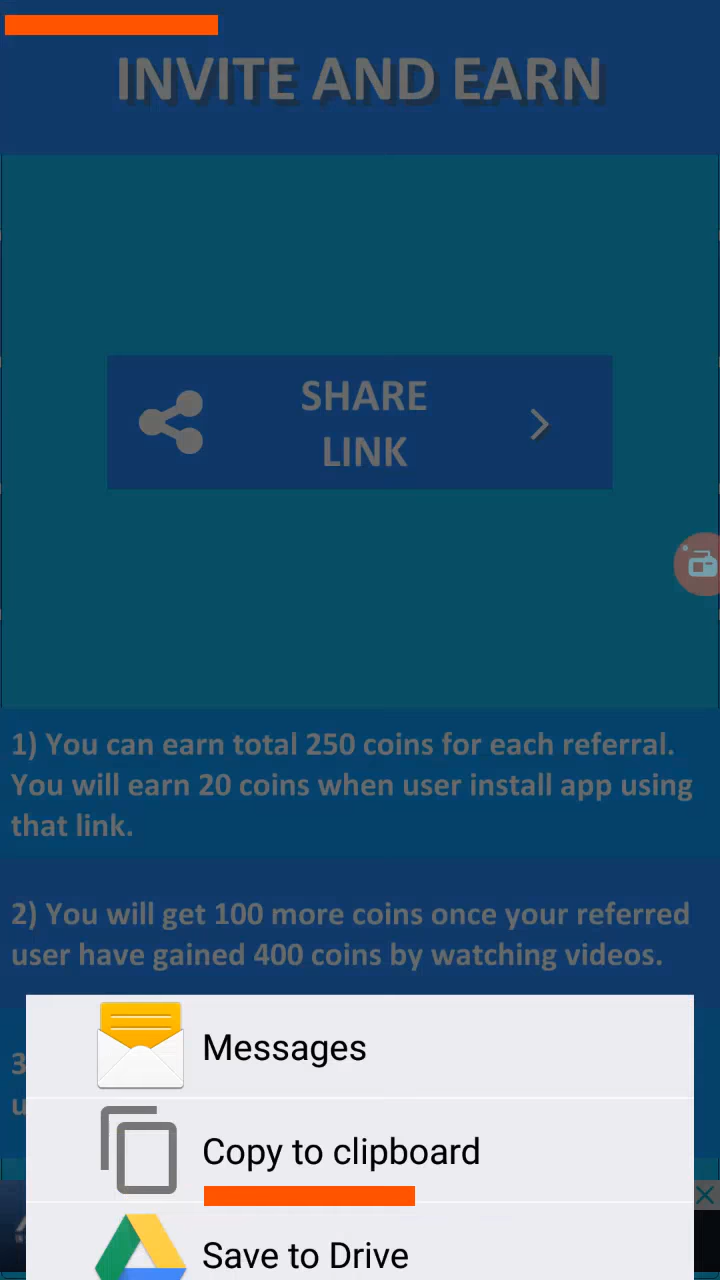 INVITE AND EARN
SHARE
LINK
1) You can earn total 250 coins for each referral.
You will earn 20 coins when user install app using
that link.
2) You will get 100 more coins once your referred
user have gained 400 coins by watching videos.
3
u
Messages
Copy to clipboard
Save to Drive